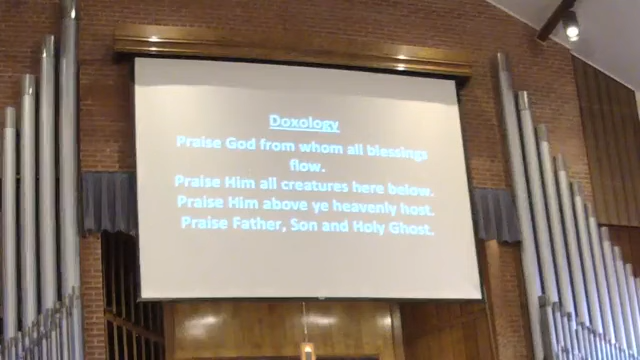 Doxology
Praise God from whom all blessings
flow.
Praise Him all creatures here below.
Praise Him above ye heavenly host.
Praise Father, Son and Holy Ghost.